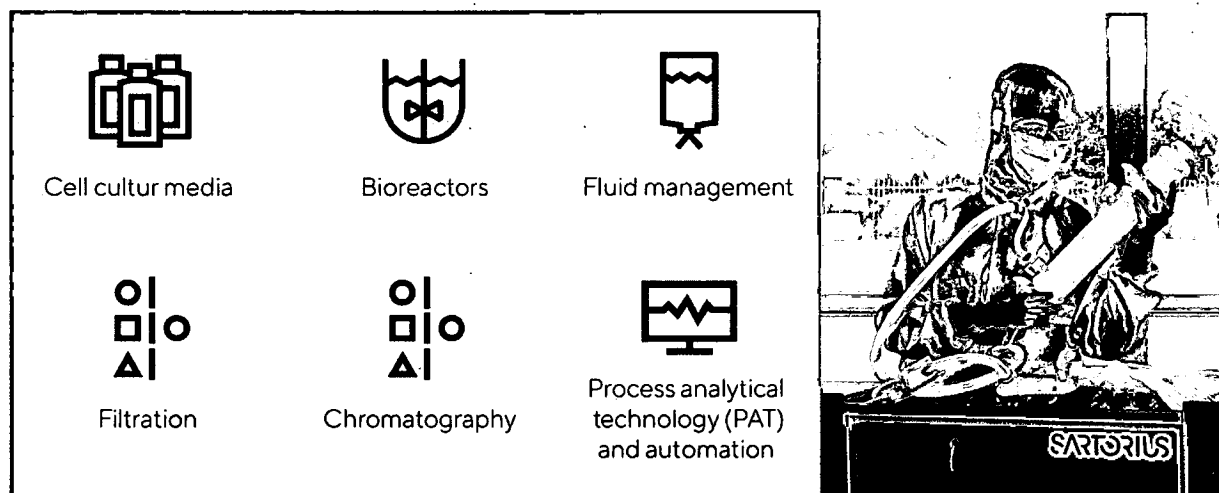 Cell cultur media
Bioreactors
Fluid management
Filtration
Chromatography
Process analytical
technology (PAT)
and automation
SARTORIUS